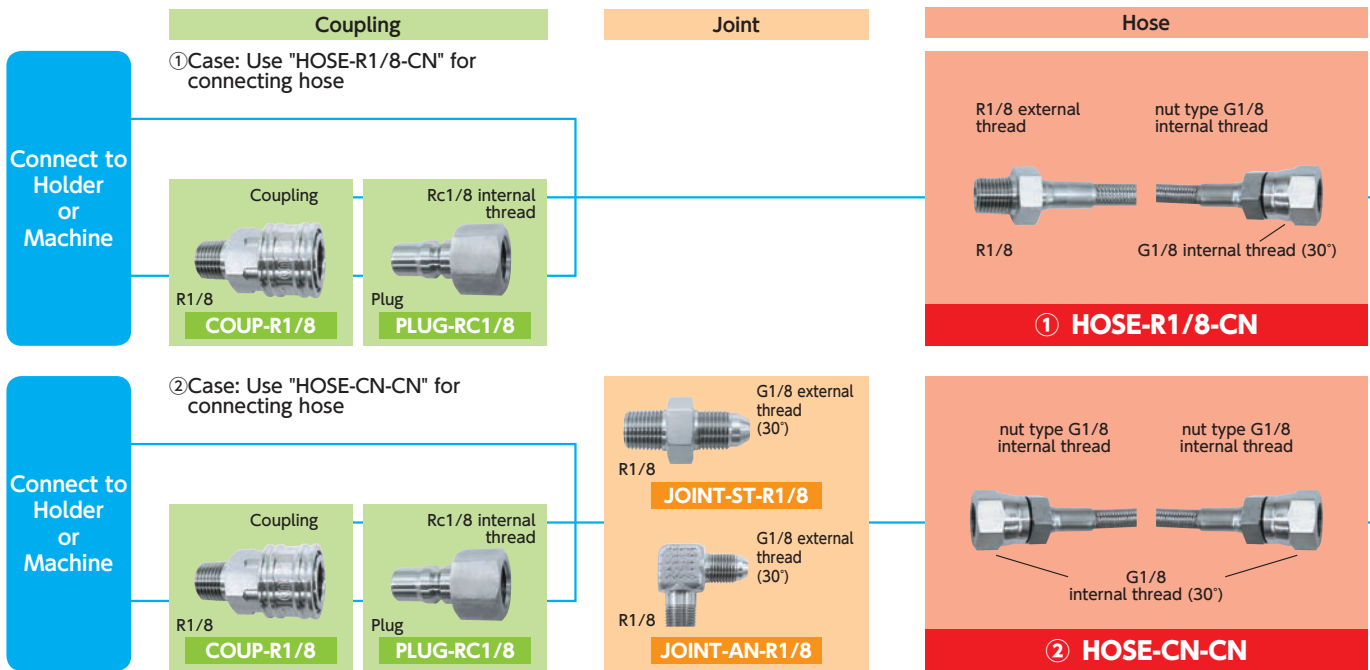 Coupling
Joint
Hose
①Case: Use "HOSE-R1/8-CN" for
connecting hose
Connect to
Holder
or
Machine
Coupling
R1/8
COUP-R1/8
Rc1/8 internal
thread
Plug
PLUG-RC1/8
R1/8 external
thread
nut type G1/8
internal thread
R1/8
G1/8 internal thread (30°)
① HOSE-R1/8-CN
②Case: Use "HOSE-CN-CN" for
connecting hose
Connect to
Holder
or
Machine
Coupling
R1/8
COUP-R1/8
Rc1/8 internal
thread
Plug
PLUG-RC1/8
G1/8 external
thread
(30°)
R1/8
JOINT-ST-R1/8
G1/8 external
thread
(30°)
R1/8
JOINT-AN-R1/8
nut type G1/8
internal thread
nut type G1/8
internal thread
G1/8
internal thread (30°)
② HOSE-CN-CN